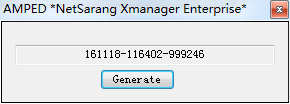 AMPED *NetSarang Xmanager Enterprise*
161118-116402-999246
Generate